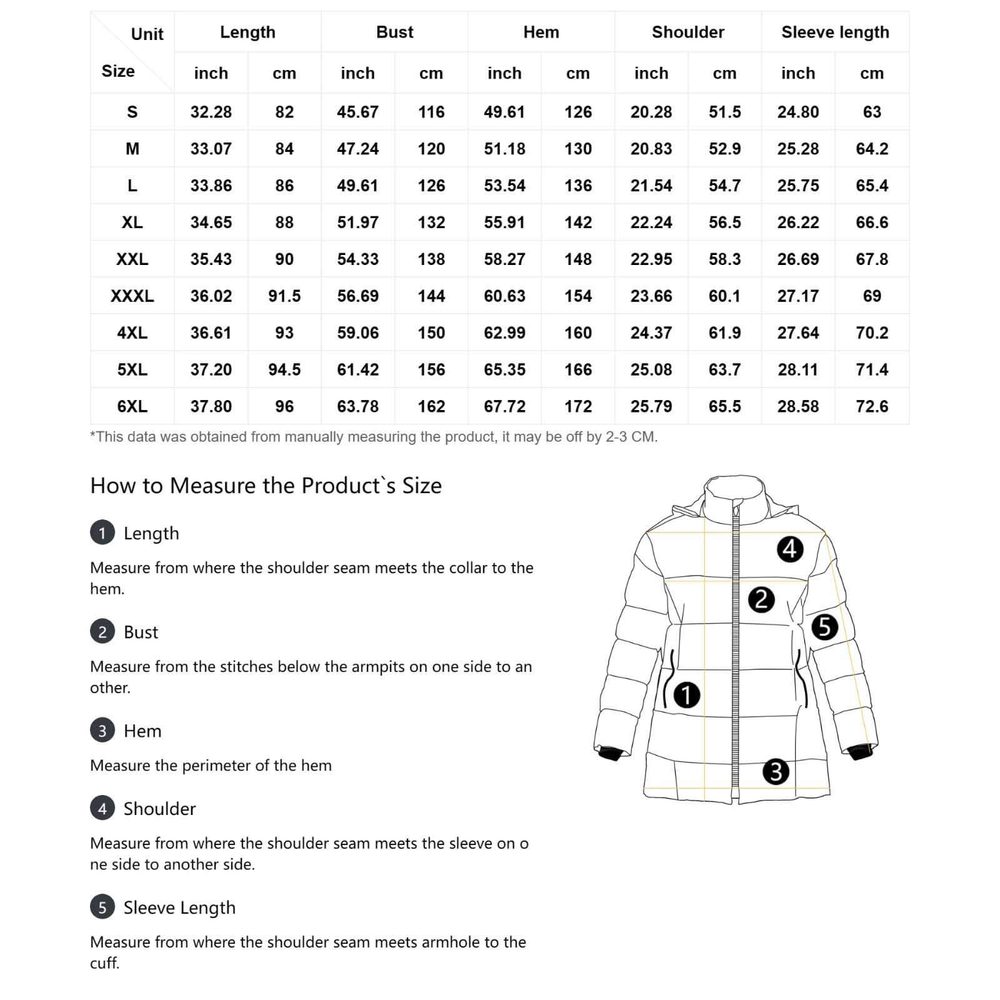 Unit Length Bust Hem Shoulder Sleeve length
Size inch cm inch cm inch cm inch cm inch cm
S 32.28 82 45.67 116 49.61 126 20.28 51.5 24.80 63
M 33.07 84 47.24 120 51.18 130 20.83 52.9 25.28 64.2
L 33.86 86 49.61 126 53.54 136 21.54 54.7 25.75 65.4
XL 34.65 88 51.97 132 55.91 142 22.24 56.5 26.22 66.6
XXL 35.43 90 54.33 138 58.27 148 22.95 58.3 26.69 67.8
XXXL 36.02 91.5 56.69 144 60.63 154 23.66 60.1 27.17 69
4XL 36.61 93 59.06 150 62.99 160 24.37 61.9 27.64 70.2
5XL 37.20 94.5 61.42 156 65.35 166 25.08 63.7 28.11 71.4
6XL 37.80 96 63.78 162 67.72 172 25.79 65.5 28.58 72.6
*This data was obtained from manually measuring the product, it may be off by 2-3 CM.
How to Measure the Product`s Size
1 Length
Measure from where the shoulder seam meets the collar to the
hem.
2 Bust
Measure from the stitches below the armpits on one side to an
other.
3 Hem
Measure the perimeter of the hem
4 Shoulder
Measure from where the shoulder seam meets the sleeve on o
ne side to another side.
5 Sleeve Length
Measure from where the shoulder seam meets armhole to the
cuff.
4
2
5
1
3